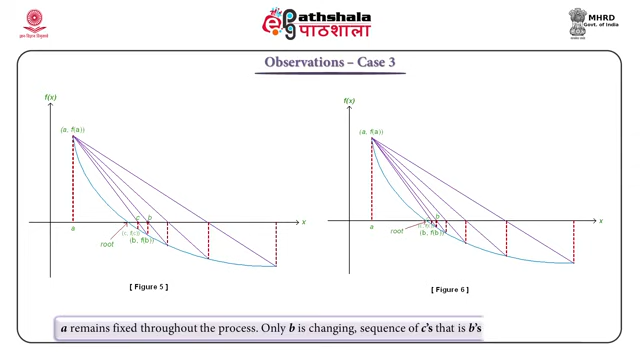 ePathshala
पाठशाला
MHRD
Govt. of India
Observations – Case 3
f(x)
(a, f(a))
c b
x
a
(c, f(c))
root
(b, f(b))
[ Figure 5 ]
f(x)
(a, f(a))
b
x
a
root
(b, f(b))
[ Figure 6 ]
a remains fixed throughout the process. Only b is changing, sequence of c's that is b's